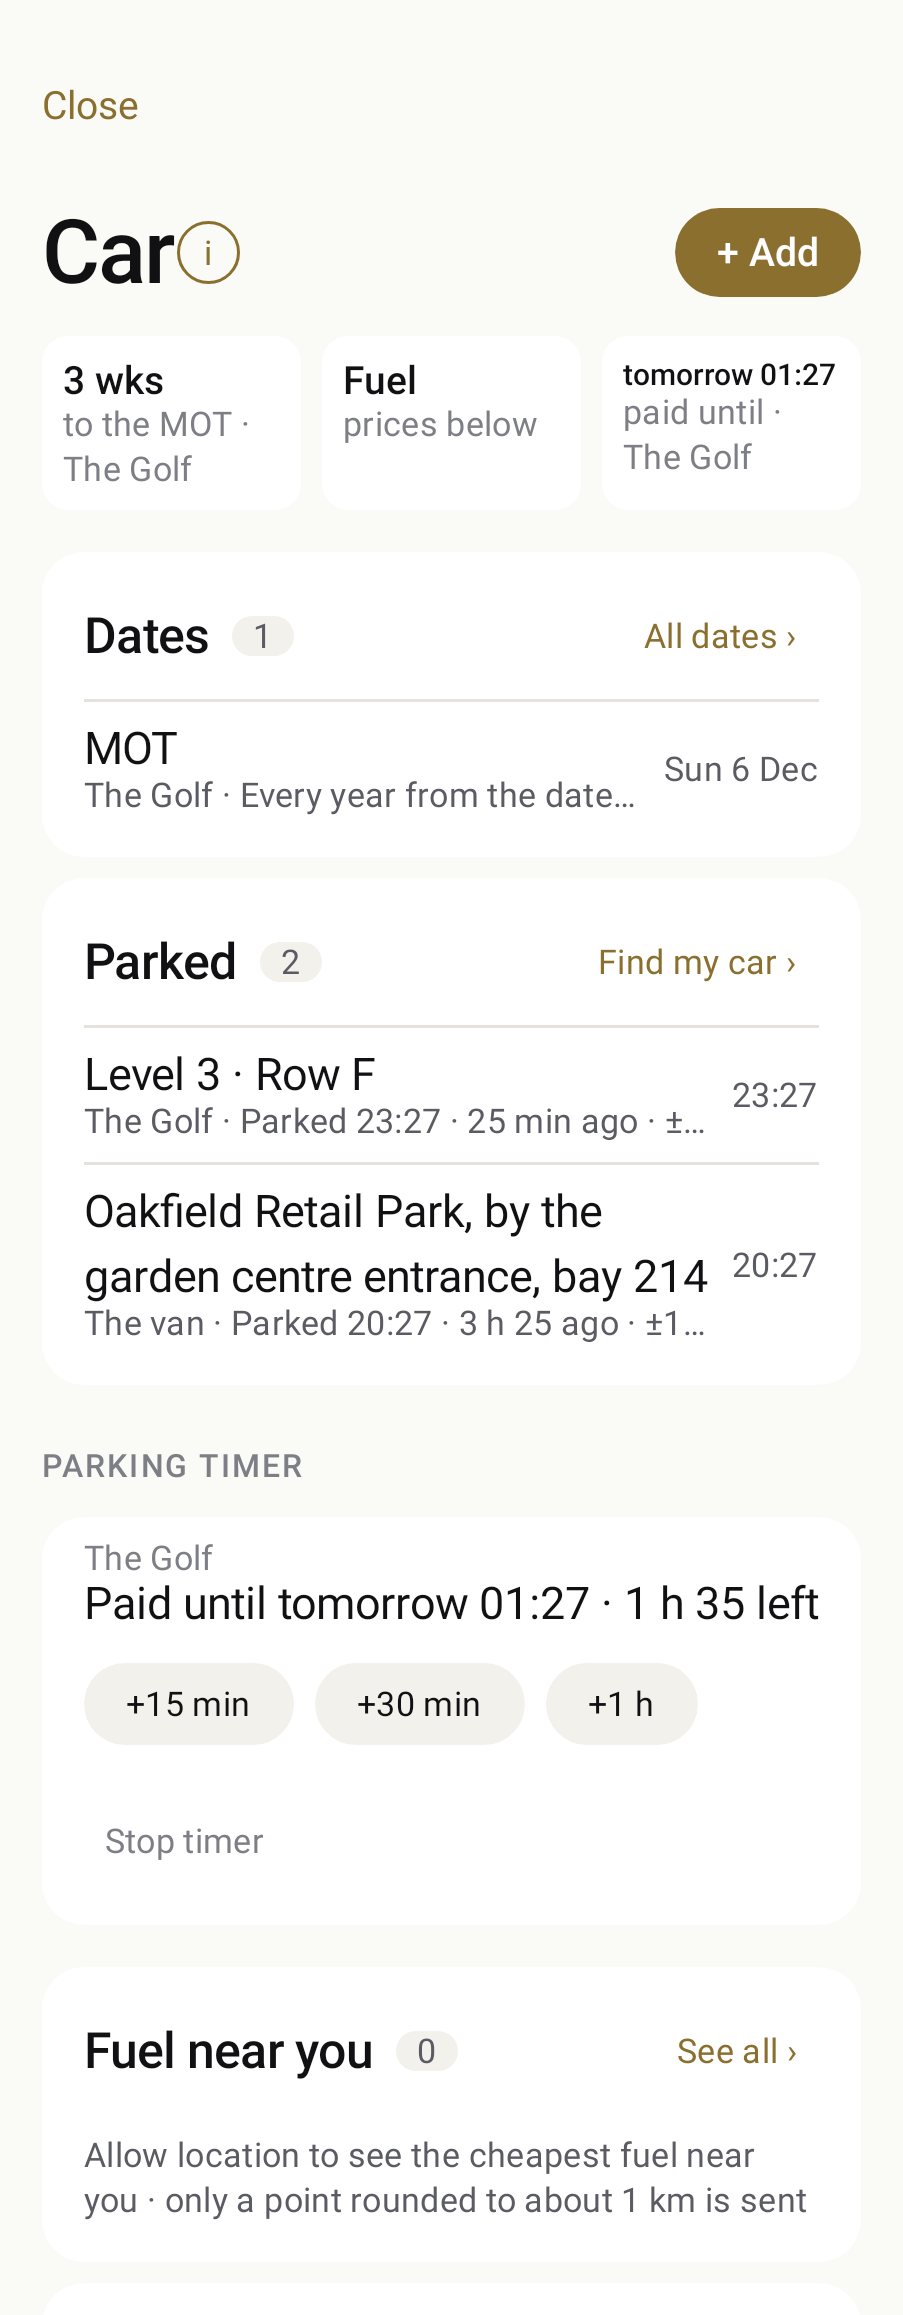 Close
Car i
+ Add
3 wks
to the MOT ·
The Golf
Fuel
prices below
tomorrow 01:27
paid until ·
The Golf
Dates 1
All dates ›
MOT
The Golf · Every year from the date...
Sun 6 Dec
Parked 2
Find my car ›
Level 3 · Row F
The Golf · Parked 23:27 · 25 min ago · ±...
23:27
Oakfield Retail Park, by the
garden centre entrance, bay 214
The van · Parked 20:27 · 3 h 25 ago · ±1...
20:27
PARKING TIMER
The Golf
Paid until tomorrow 01:27 · 1 h 35 left
+15 min
+30 min
+1 h
Stop timer
Fuel near you 0
See all ›
Allow location to see the cheapest fuel near
you · only a point rounded to about 1 km is sent